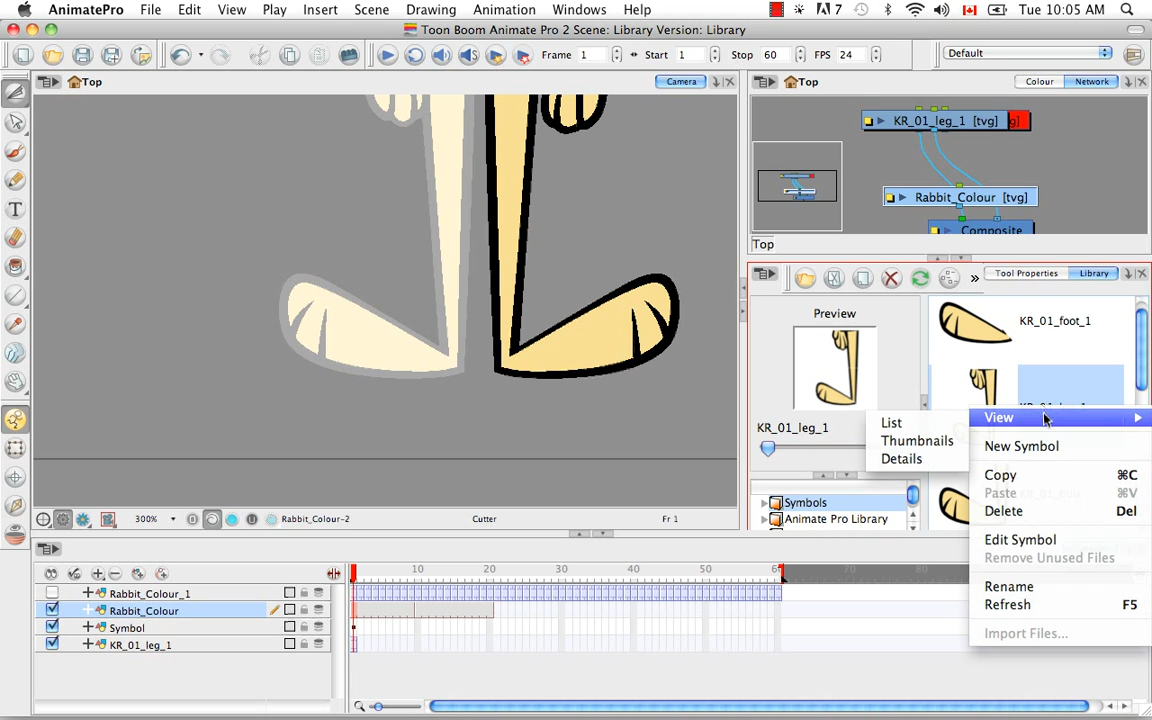 AnimatePro File Edit View Play Insert Scene Drawing Animation Windows Help Tue 10:05 AM
Toon Boom Animate Pro 2 Scene: Library Version: Library
Frame 1 Start 1 Stop 60 FPS 24 Default
Top Camera
Top Colour Network
KR_01_leg_1 [tvg] g]
Rabbit_Colour [tvg]
Composite
Top
Tool Properties Library
Preview
KR_01_foot_1
KR_01_leg_1
View
List
Thumbnails
Details
New Symbol
Copy ⌘C
Paste ⌘V
Delete Del
Edit Symbol
Remove Unused Files
Rename
Refresh F5
Import Files...
Symbols
Animate Pro Library
300% Rabbit_Colour-2 Cutter Fr 1
10 20 30 40 50 60 70 80
Rabbit_Colour_1
Rabbit_Colour
Symbol
KR_01_leg_1